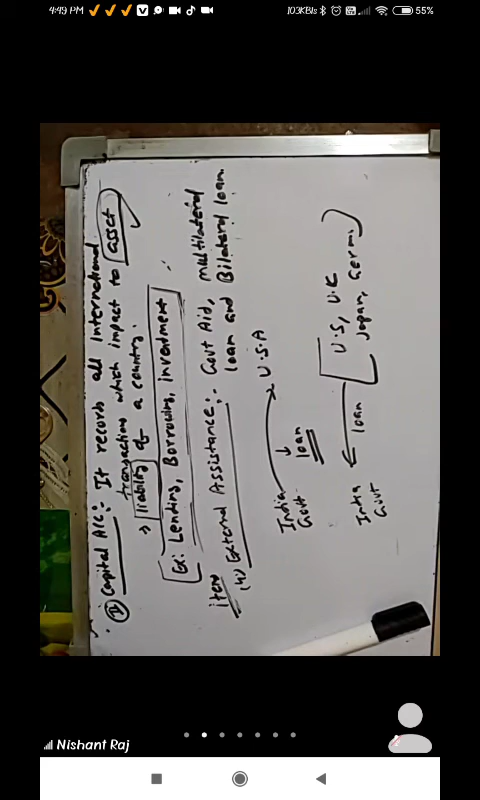 4:49 PM
103KB/s
55%
② Capital A/c :- It records all International
transactions which impact to asset
→ liability of a country.
Ex: Lending, Borrowing, investment
item
(4) External Assistance :- Govt Aid, multilateral
loan and Bilateral loan
India Govt
↓
loan
U.S.A
India Govt
loan
U.S, U.K
Japan, Germ.
Nishant Raj